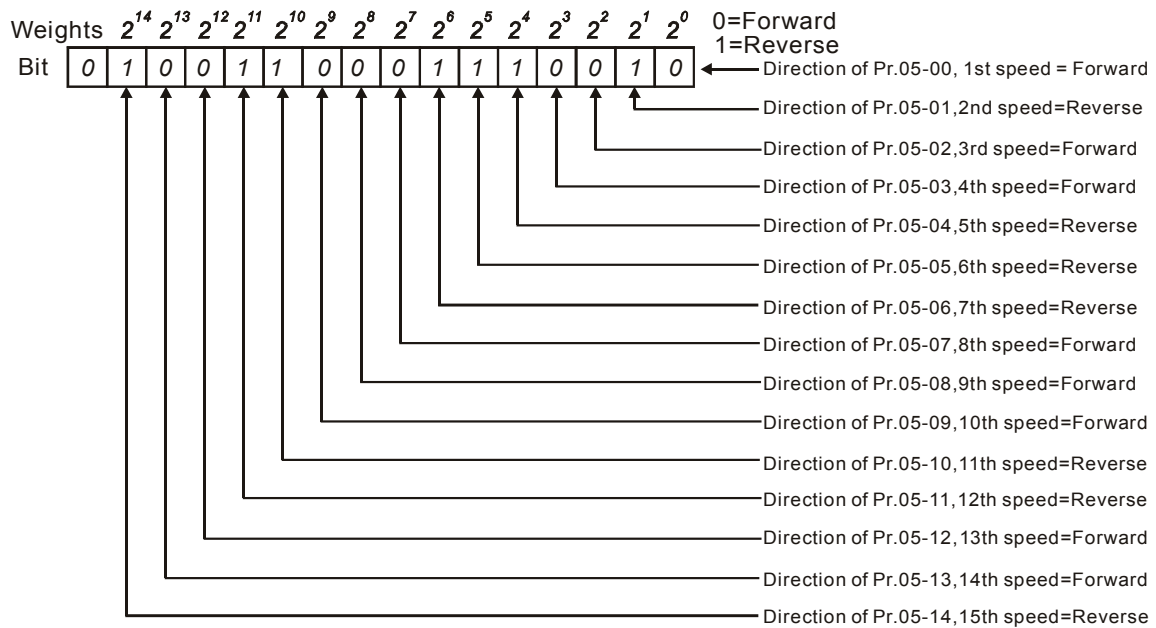 Weights 2^14 2^13 2^12 2^11 2^10 2^9 2^8 2^7 2^6 2^5 2^4 2^3 2^2 2^1 2^0
0=Forward
1=Reverse
Bit 0 1 0 0 1 1 0 0 0 1 1 1 0 0 1 0
Direction of Pr.05-00, 1st speed = Forward
Direction of Pr.05-01,2nd speed=Reverse
Direction of Pr.05-02,3rd speed=Forward
Direction of Pr.05-03,4th speed=Forward
Direction of Pr.05-04,5th speed=Reverse
Direction of Pr.05-05,6th speed=Reverse
Direction of Pr.05-06,7th speed=Reverse
Direction of Pr.05-07,8th speed=Forward
Direction of Pr.05-08,9th speed=Forward
Direction of Pr.05-09,10th speed=Forward
Direction of Pr.05-10,11th speed=Reverse
Direction of Pr.05-11,12th speed=Reverse
Direction of Pr.05-12,13th speed=Forward
Direction of Pr.05-13,14th speed=Forward
Direction of Pr.05-14,15th speed=Reverse